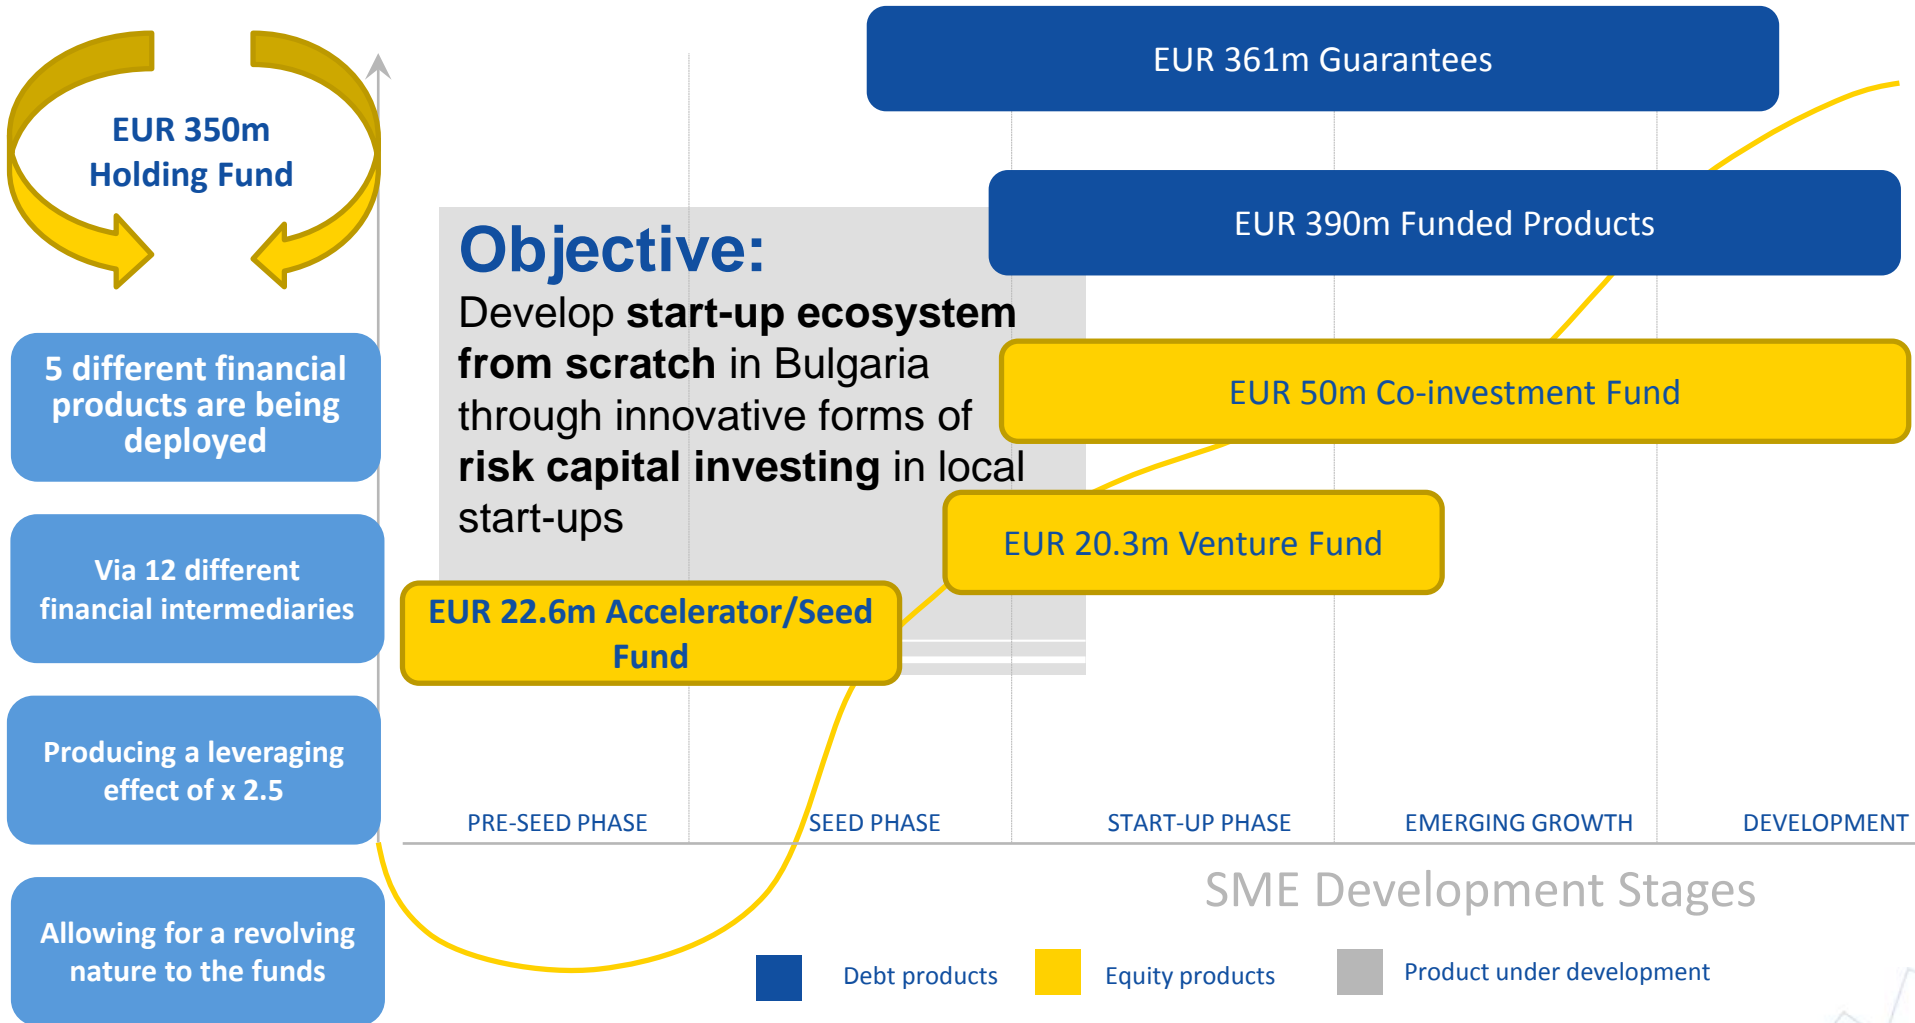 EUR 350m
Holding Fund
5 different financial
products are being
deployed
Via 12 different
financial intermediaries
Producing a leveraging
effect of x 2.5
Allowing for a revolving
nature to the funds
EUR 361m Guarantees
EUR 390m Funded Products
Objective:
Develop start-up ecosystem
from scratch in Bulgaria
through innovative forms of
risk capital investing in local
start-ups
EUR 50m Co-investment Fund
EUR 20.3m Venture Fund
EUR 22.6m Accelerator/Seed
Fund
PRE-SEED PHASE
SEED PHASE
START-UP PHASE
EMERGING GROWTH
DEVELOPMENT
SME Development Stages
Debt products
Equity products
Product under development